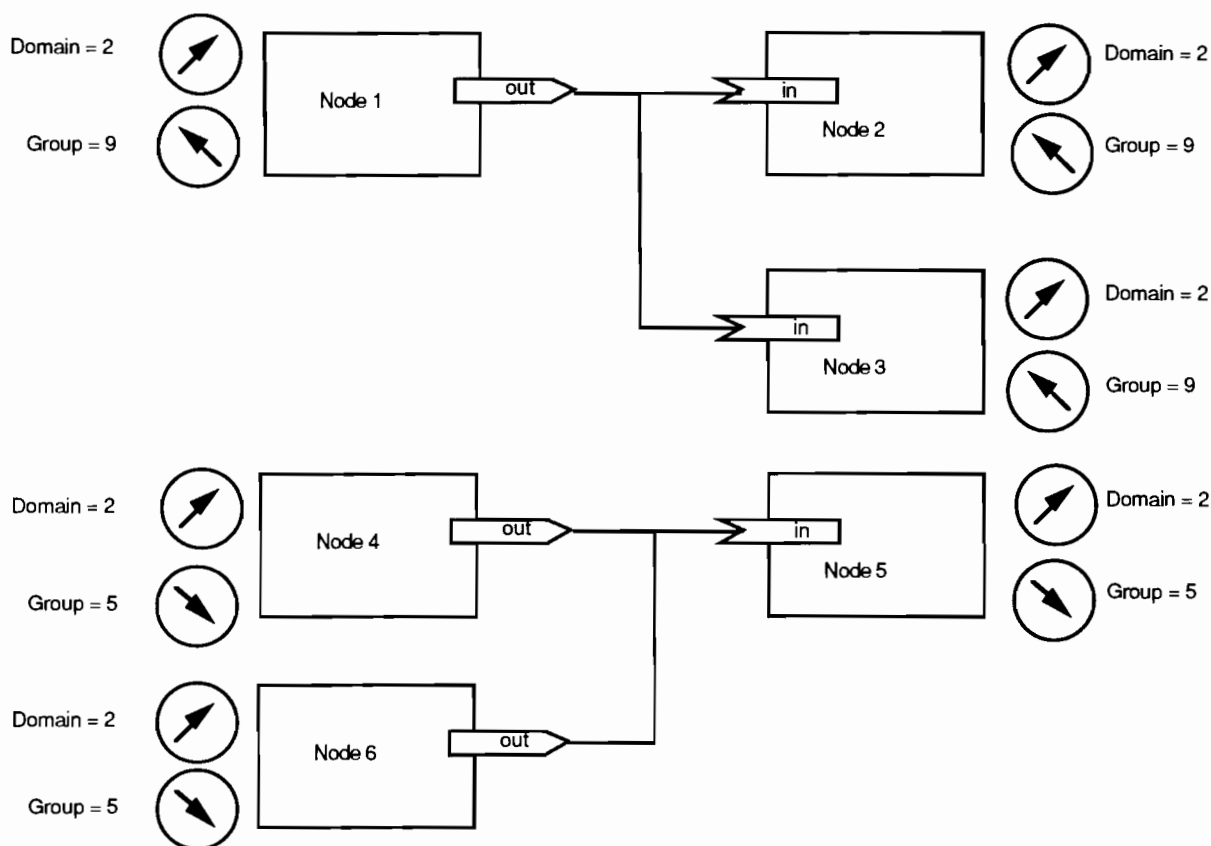 Domain = 2
Group = 9
Node 1
out
in
Node 2
Domain = 2
Group = 9
in
Node 3
Domain = 2
Group = 9
Domain = 2
Group = 5
Node 4
out
in
Node 5
Domain = 2
Group = 5
Domain = 2
Group = 5
Node 6
out